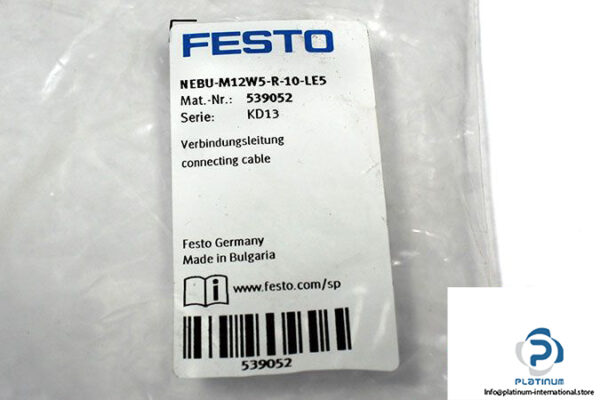 FESTO
NEBU-M12W5-R-10-LE5
Mat.-Nr.: 539052
Serie: KD13
Verbindungsleitung
connecting cable
Festo Germany
Made in Bulgaria
i www.festo.com/sp
539052
P
PLATINUM
Info@platinum-international.store